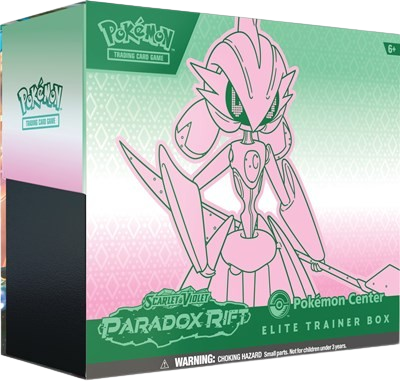 POKÉMON
TRADING CARD GAME
6+
POKÉMON
TRADING CARD GAME
SCARLET & VIOLET
PARADOX RIFT
Pokémon Center
ELITE TRAINER BOX
WARNING: CHOKING HAZARD Small parts. Not for children under 3 years.